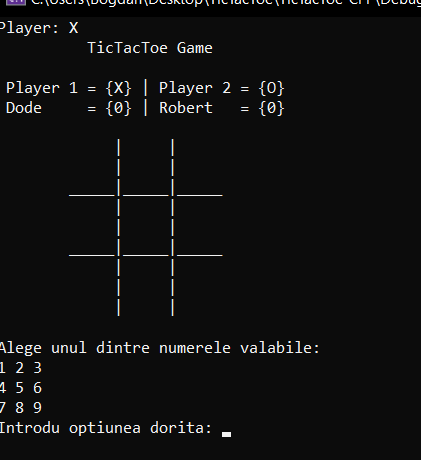 C:\Users\Bogdan\Desktop\TicTacToe\TicTacToe-CPP\Debug
Player: X
TicTacToe Game
Player 1 = {X} | Player 2 = {O}
Dode = {0} | Robert = {0}
Alege unul dintre numerele valabile:
1 2 3
4 5 6
7 8 9
Introdu optiunea dorita: